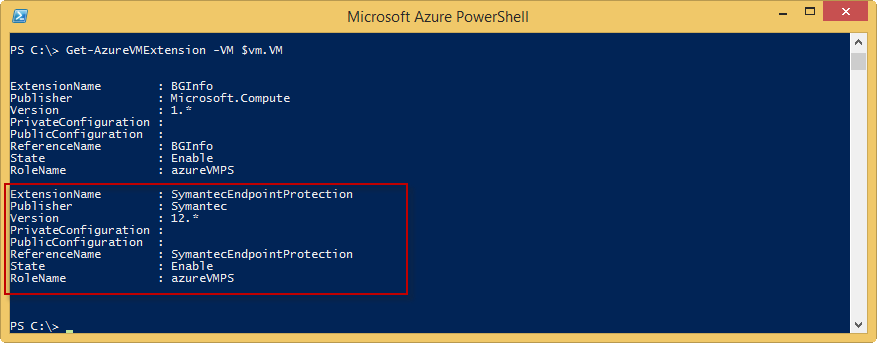 Microsoft Azure PowerShell
PS C:\> Get-AzureVMExtension -VM $vm.VM
ExtensionName : BGInfo
Publisher : Microsoft.Compute
Version : 1.*
PrivateConfiguration :
PublicConfiguration :
ReferenceName : BGInfo
State : Enable
RoleName : azureVMPS
ExtensionName : SymantecEndpointProtection
Publisher : Symantec
Version : 12.*
PrivateConfiguration :
PublicConfiguration :
ReferenceName : SymantecEndpointProtection
State : Enable
RoleName : azureVMPS
PS C:\> _